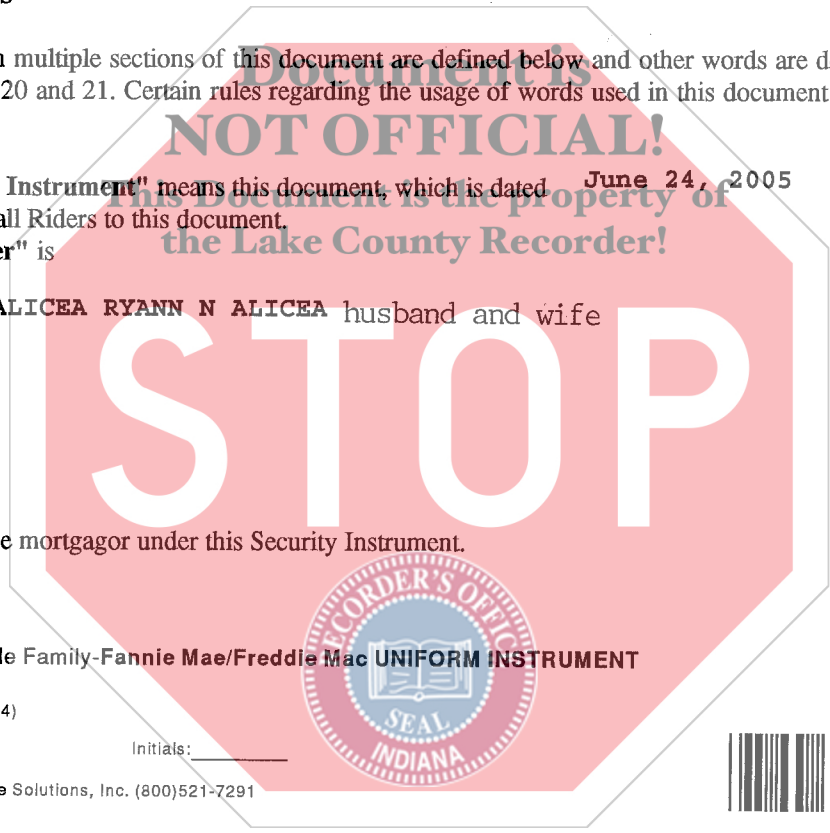 S
multiple sections of this document are defined below and other words are d
20 and 21. Certain rules regarding the usage of words used in this document
Document is
NOT OFFICIAL!
Instrument" means this document, which is dated June 24, 2005
This Document is the property of
all Riders to this document.
the Lake County Recorder!
er" is
ALICEA RYANN N ALICEA husband and wife
STOP
e mortgagor under this Security Instrument.
RECORDER'S OFFICE
le Family-Fannie Mae/Freddie Mac UNIFORM INSTRUMENT
4)
SEAL
INDIANA
Initials:
e Solutions, Inc. (800)521-7291